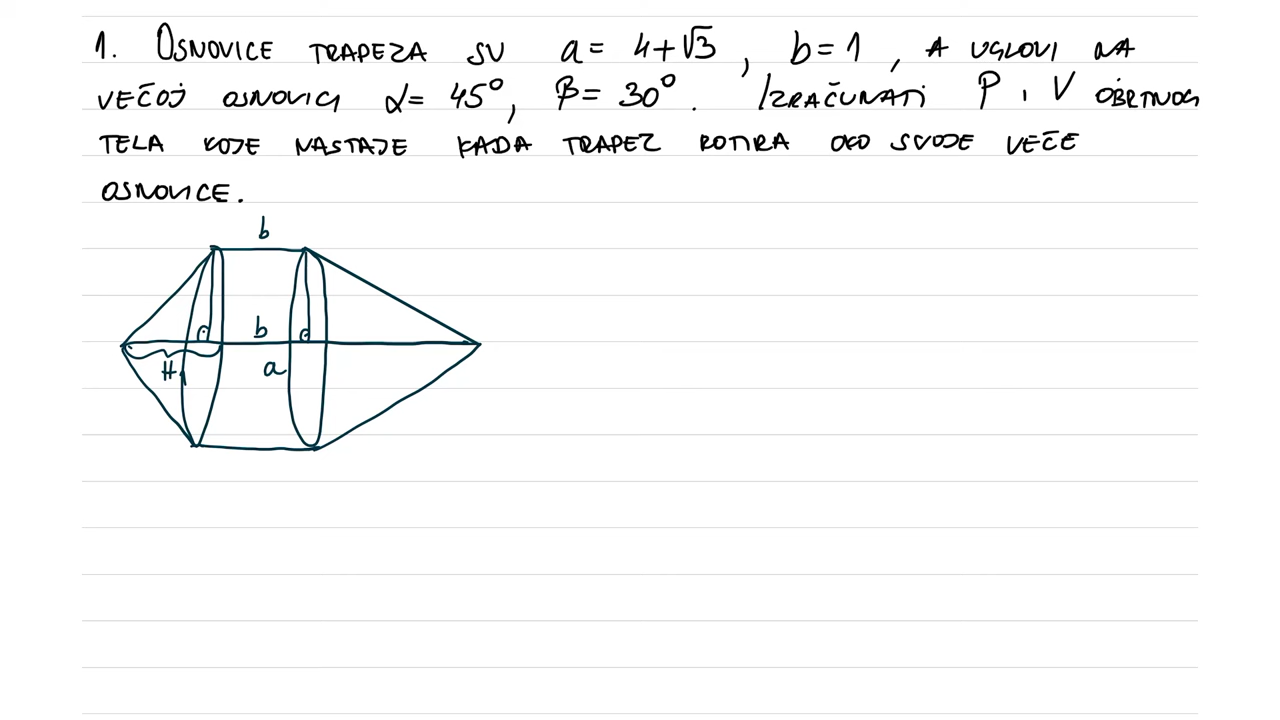 1. OSNOVICE TRAPEZA SU a = 4+√3, b = 1, A UGLOVI NA
VEĆOJ OSNOVICI α = 45°, β = 30°. IZRAČUNATI P I V OBRTNOG
TELA KOJE NASTAJE KADA TRAPEZ ROTIRA OKO SVOJE VEĆE
OSNOVICE.
b
b
H1
a